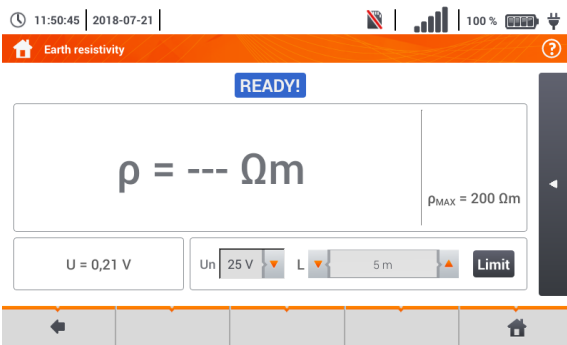 11:50:45 2018-07-21 100 %
Earth resistivity ?
READY!
ρ = --- Ωm
ρMAX = 200 Ωm
U = 0,21 V Un 25 V L 5 m Limit